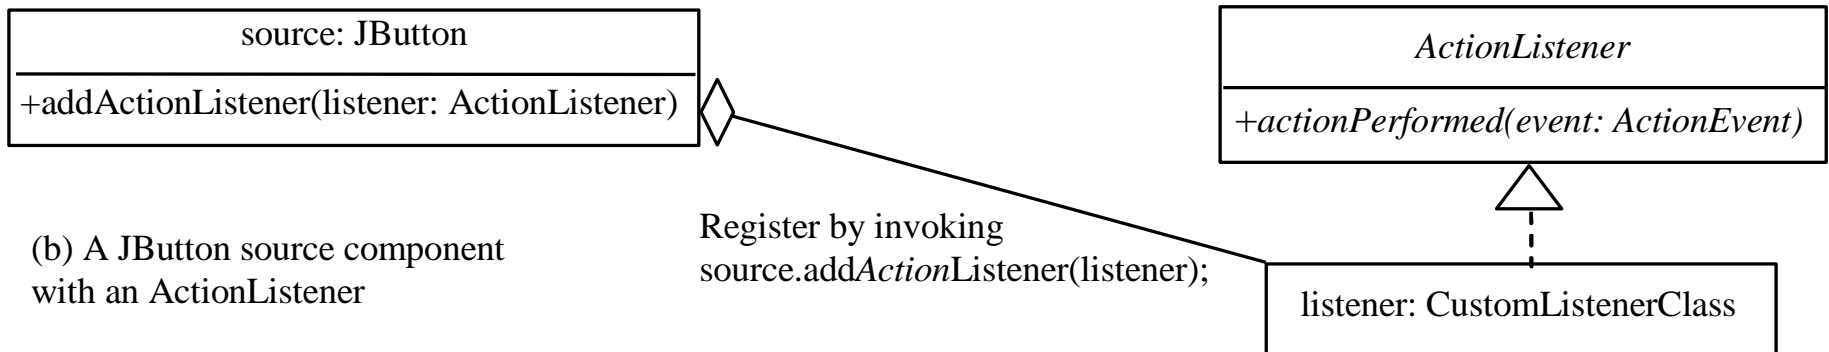 source: JButton
+addActionListener(listener: ActionListener)
ActionListener
+actionPerformed(event: ActionEvent)
Register by invoking
source.addActionListener(listener);
(b) A JButton source component
with an ActionListener
listener: CustomListenerClass